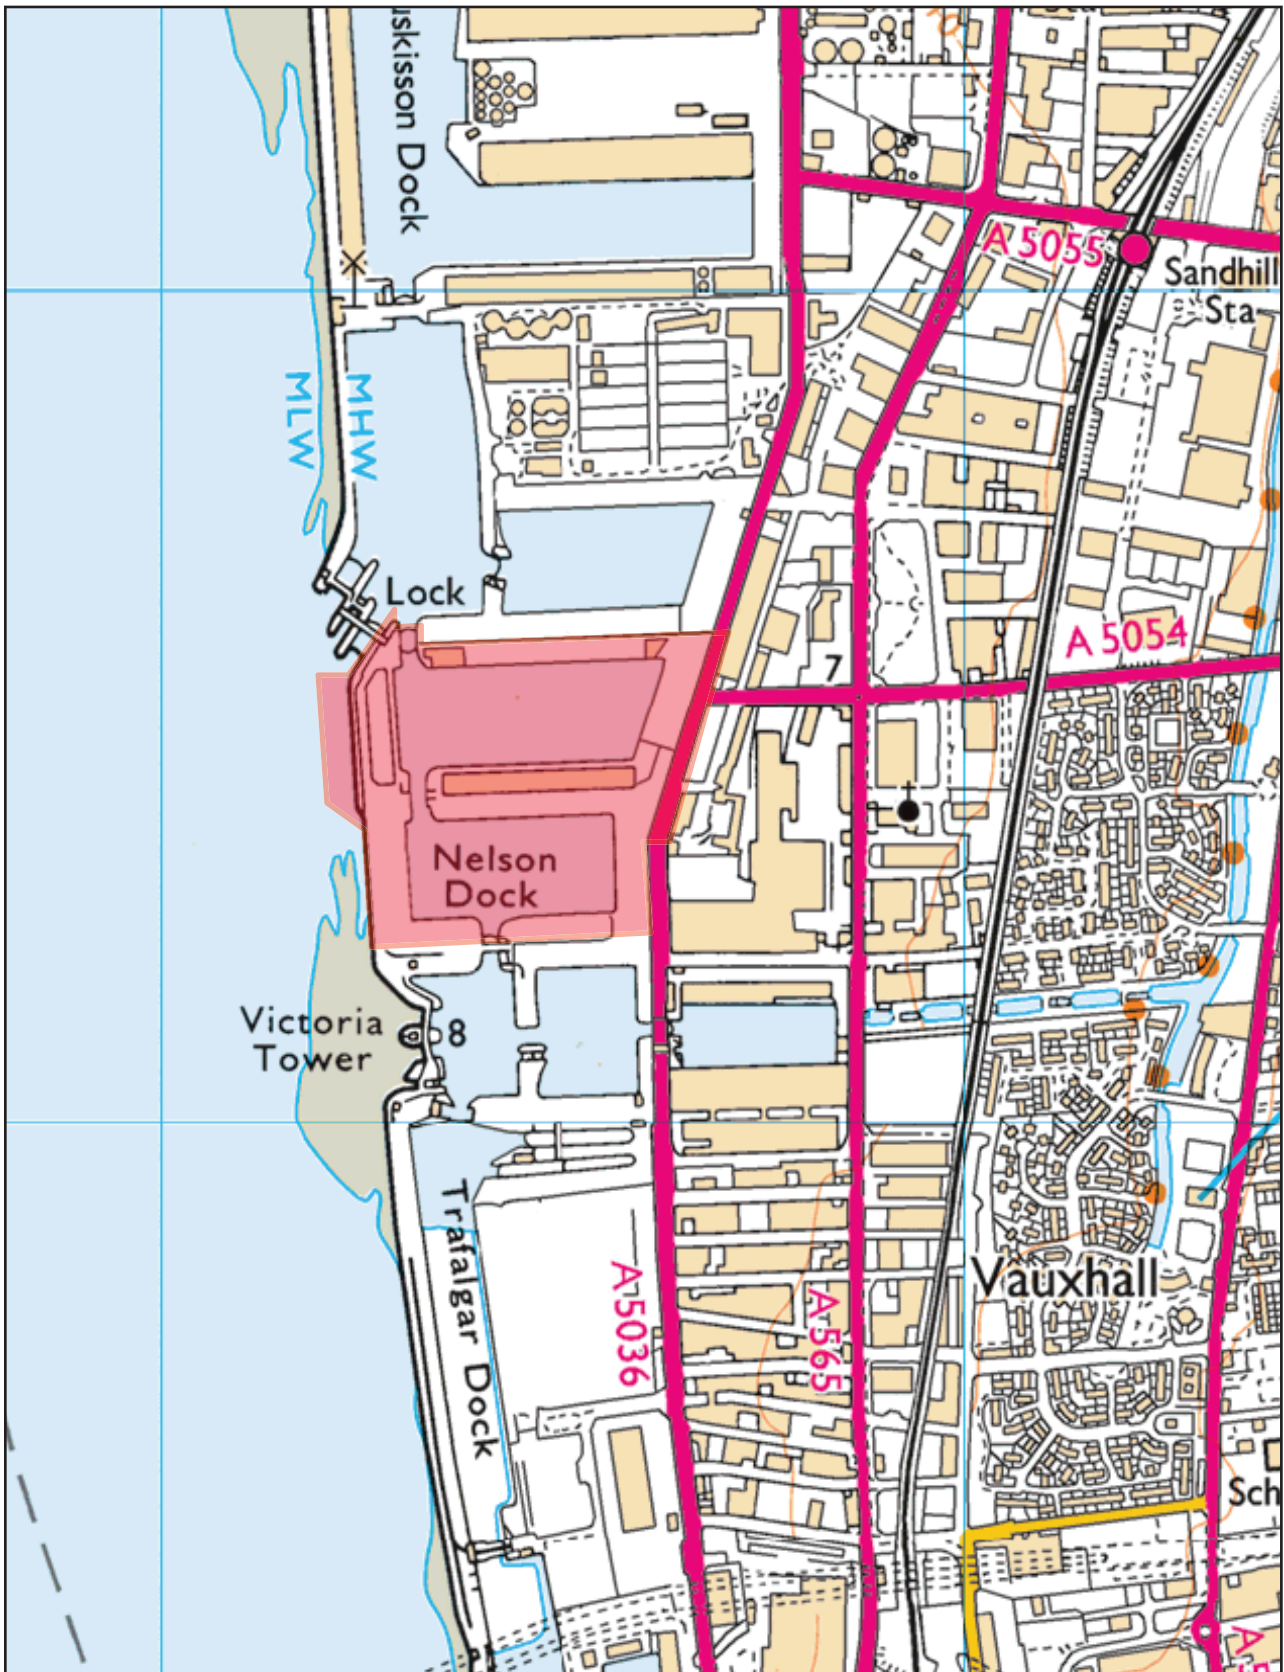 uskisson Dock
A 5055
Sandhill
Sta
MLW
MHW
Lock
A 5054
7
Nelson
Dock
Victoria
Tower
8
Trafalgar Dock
Vauxhall
A 5036
A 565
Sch